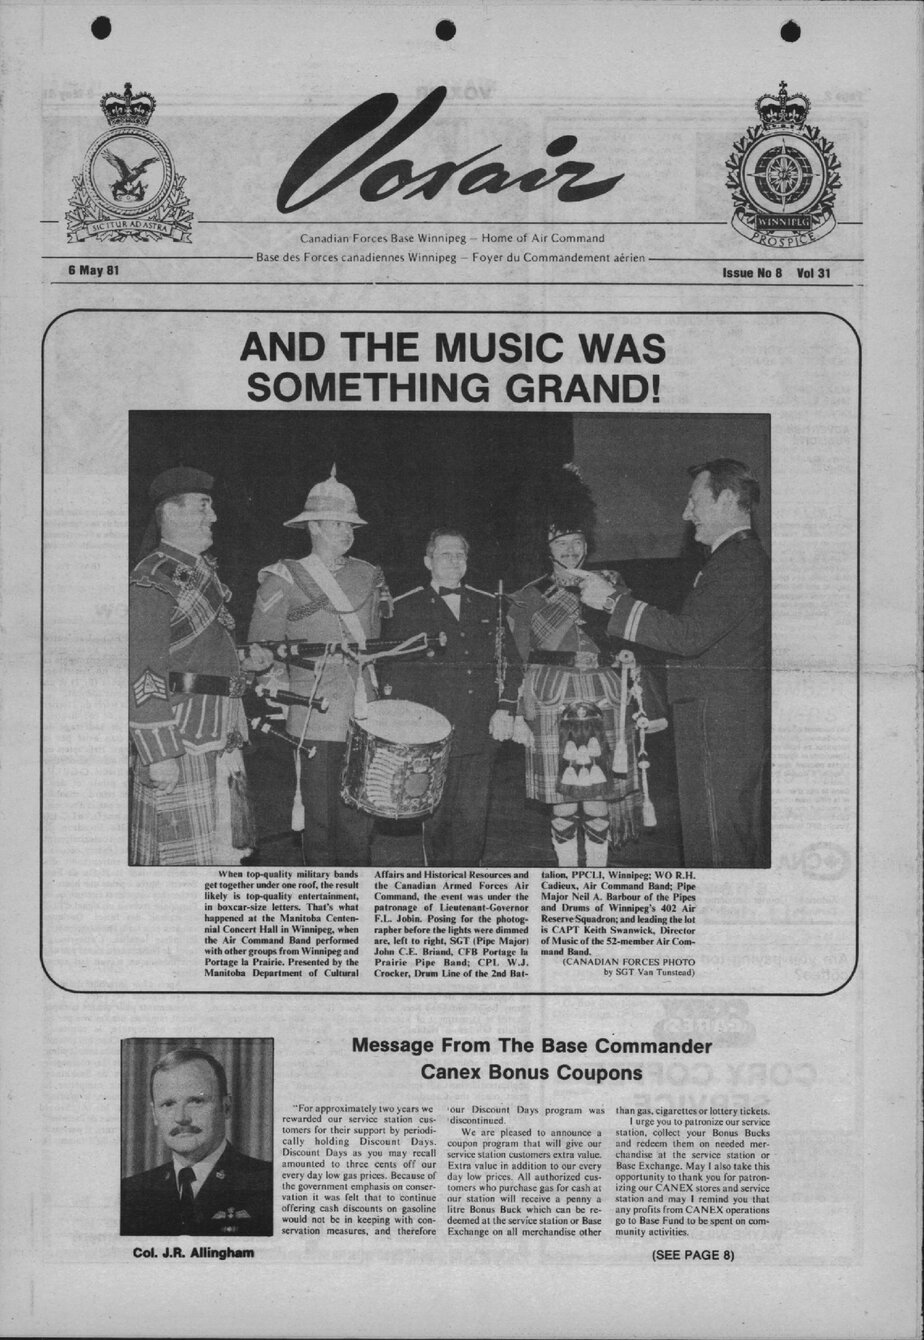 Voxair
SIC ITUR AD ASTRA
WINNIPEG
PROSPICE
Canadian Forces Base Winnipeg — Home of Air Command
Base des Forces canadiennes Winnipeg — Foyer du Commandement aérien
6 May 81
Issue No 8 Vol 31
AND THE MUSIC WAS
SOMETHING GRAND!
When top-quality military bands
get together under one roof, the result
likely is top-quality entertainment,
in boxcar-size letters. That's what
happened at the Manitoba Centen-
nial Concert Hall in Winnipeg, when
the Air Command Band performed
with other groups from Winnipeg and
Portage la Prairie. Presented by the
Manitoba Department of Cultural
Affairs and Historical Resources and
the Canadian Armed Forces Air
Command, the event was under the
patronage of Lieutenant-Governor
F.L. Jobin. Posing for the photog-
rapher before the lights were dimmed
are, left to right, SGT (Pipe Major)
John C.E. Briand, CFB Portage la
Prairie Pipe Band; CPL W.J.
Crocker, Drum Line of the 2nd Bat-
talion, PPCLI, Winnipeg; WO R.H.
Cadieux, Air Command Band; Pipe
Major Neil A. Barbour of the Pipes
and Drums of Winnipeg's 402 Air
Reserve Squadron; and leading the lot
is CAPT Keith Swanwick, Director
of Music of the 52-member Air Com-
mand Band.
(CANADIAN FORCES PHOTO
by SGT Van Tunstead)
Message From The Base Commander
Canex Bonus Coupons
"For approximately two years we
rewarded our service station cus-
tomers for their support by periodi-
cally holding Discount Days.
Discount Days as you may recall
amounted to three cents off our
every day low gas prices. Because of
the government emphasis on conser-
vation it was felt that to continue
offering cash discounts on gasoline
would not be in keeping with con-
servation measures, and therefore
our Discount Days program was
discontinued.
We are pleased to announce a
coupon program that will give our
service station customers extra value.
Extra value in addition to our every
day low prices. All authorized cus-
tomers who purchase gas for cash at
our station will receive a penny a
litre Bonus Buck which can be re-
deemed at the service station or Base
Exchange on all merchandise other
than gas, cigarettes or lottery tickets.
I urge you to patronize our service
station, collect your Bonus Bucks
and redeem them on needed mer-
chandise at the service station or
Base Exchange. May I also take this
opportunity to thank you for patron-
izing our CANEX stores and service
station and may I remind you that
any profits from CANEX operations
go to Base Fund to be spent on com-
munity activities.
(SEE PAGE 8)
Col. J.R. Allingham